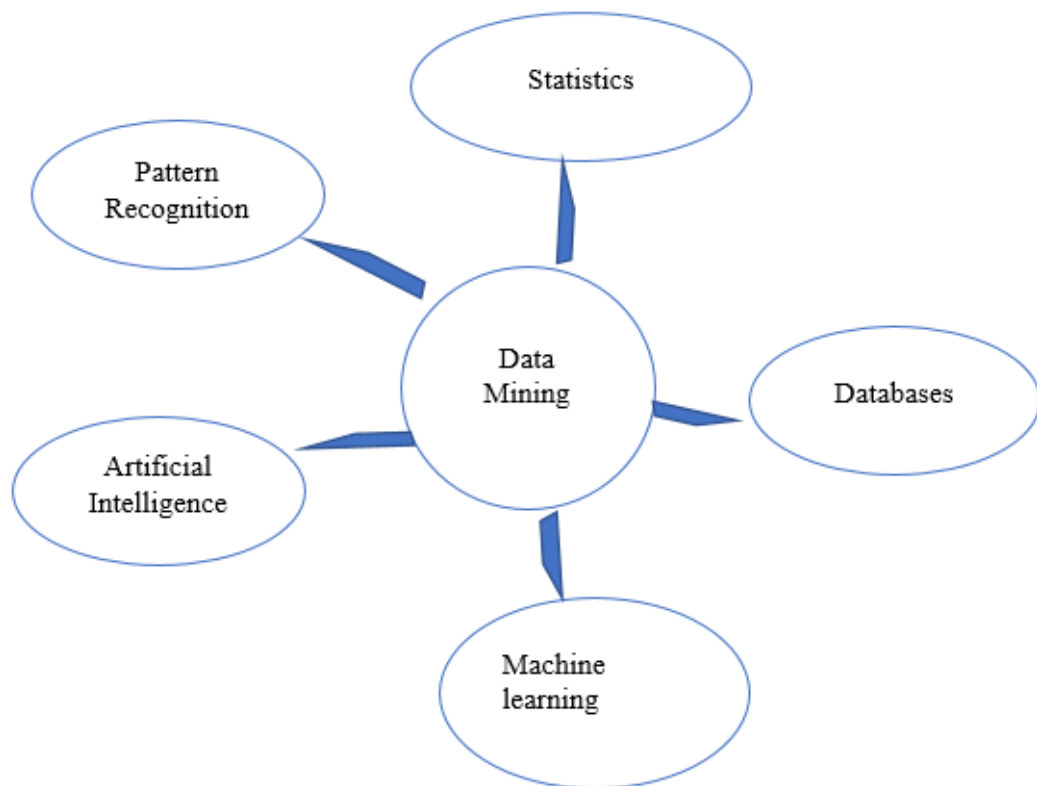 Statistics
Pattern
Recognition
Data
Mining
Databases
Artificial
Intelligence
Machine
learning